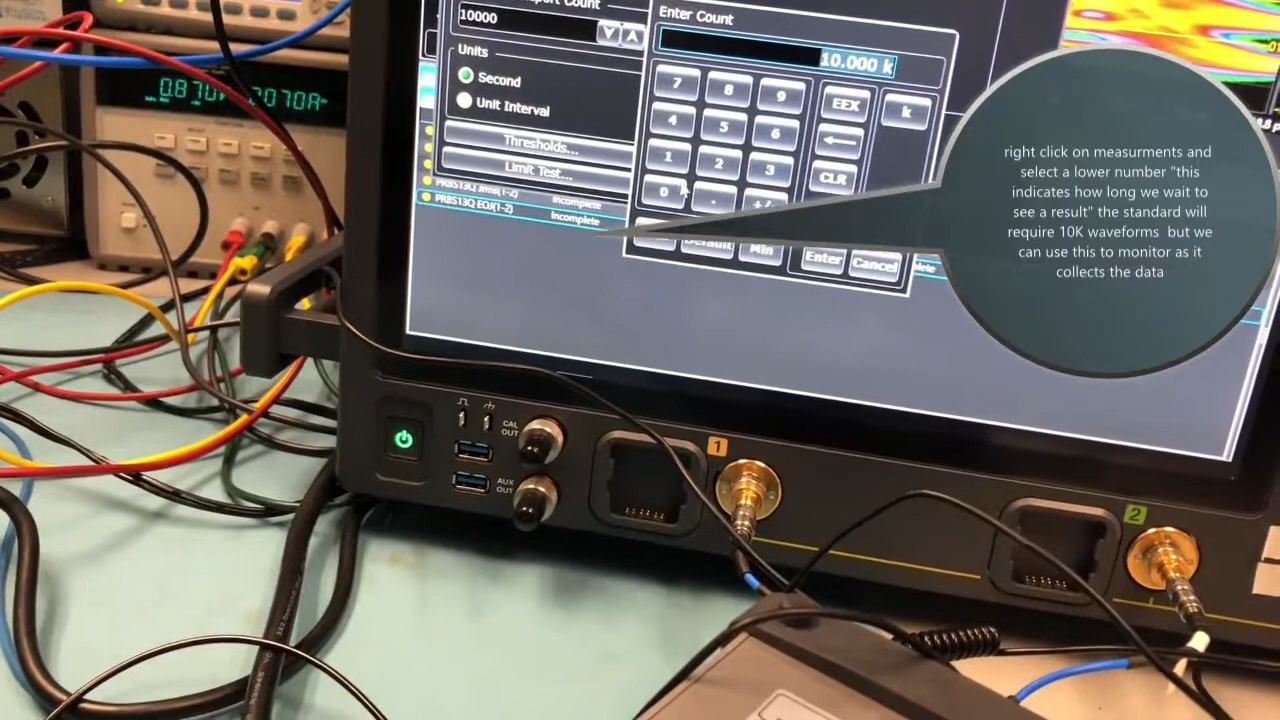 Count
10000
Units
Second
Unit Interval
Thresholds...
Limit Test...
Incomplete
PRBS13Q EOJ(1-2)
Incomplete
Enter Count
10.000 k
7
8
9
EEX
k
4
5
6
1
2
3
CLR
0
.
+/-
Default
Min
Enter
Cancel
right click on measurments and
select a lower number "this
indicates how long we wait to
see a result" the standard will
require 10K waveforms but we
can use this to monitor as it
collects the data
CAL
OUT
AUX
OUT
1
2